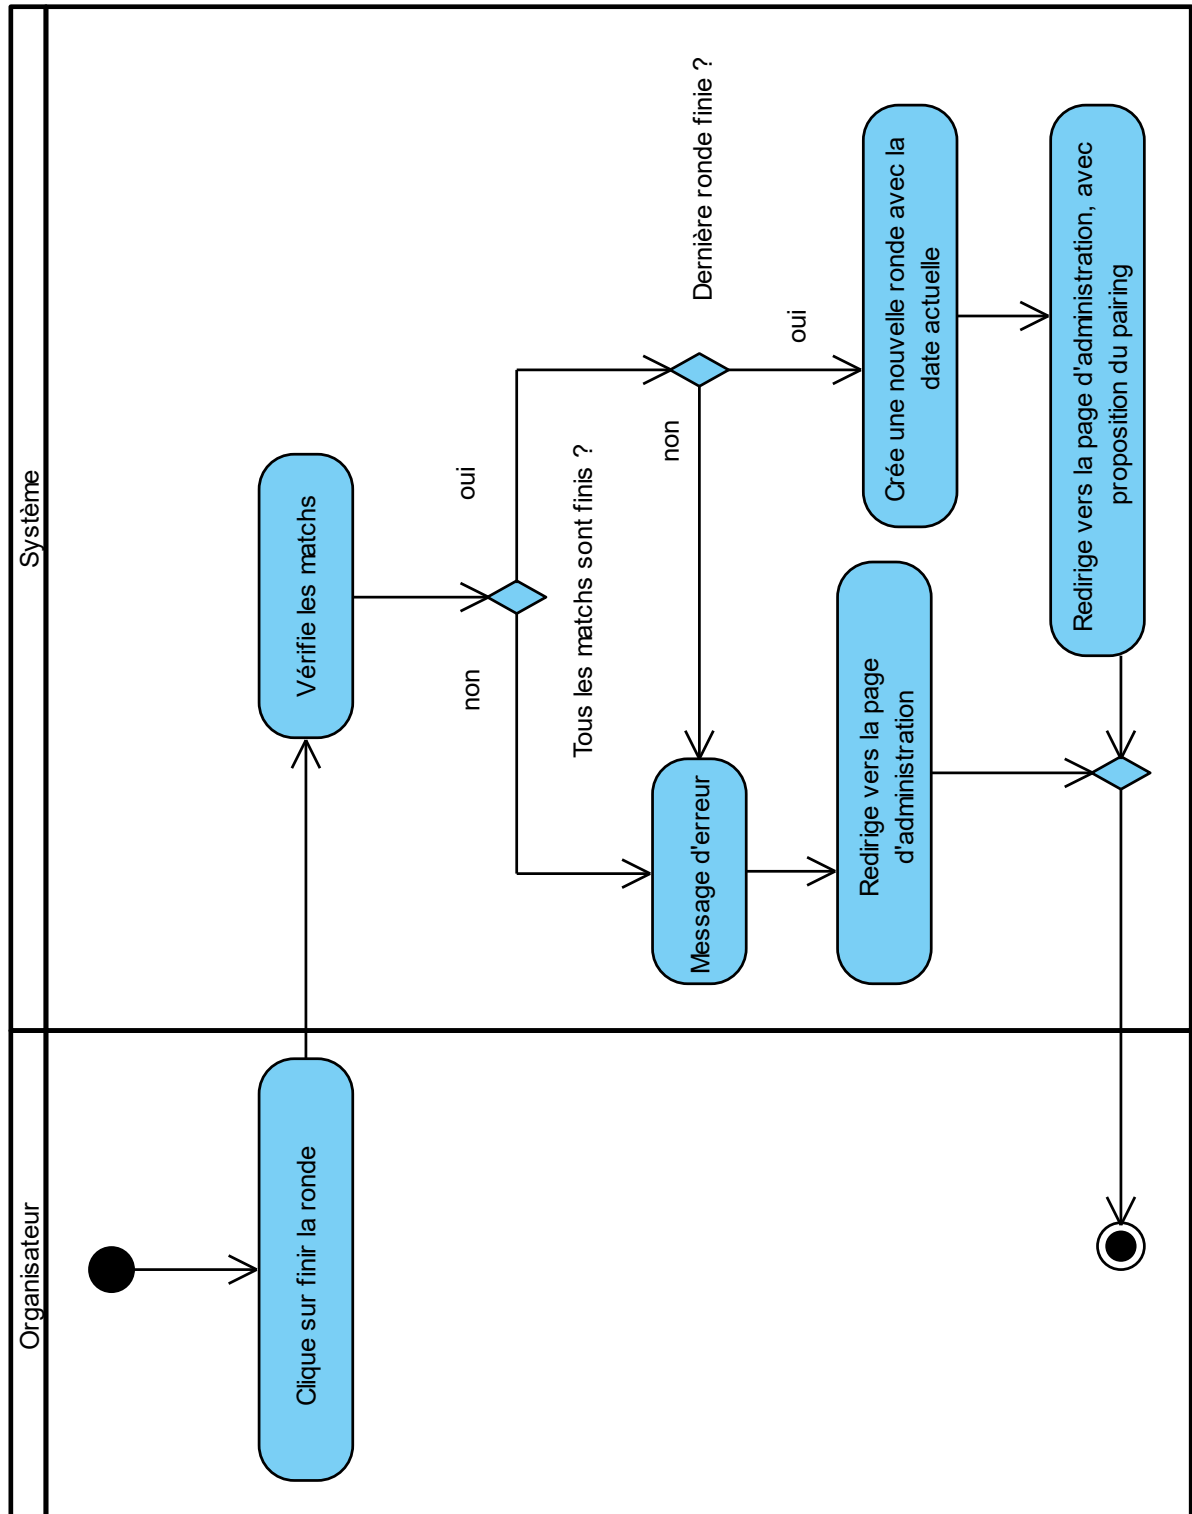 Organisateur
Système
Clique sur finir la ronde
Vérifie les matchs
non
oui
Tous les matchs sont finis ?
Dernière ronde finie ?
non
oui
Message d'erreur
Redirige vers la page
d'administration
Crée une nouvelle ronde avec la
date actuelle
Redirige vers la page d'administration, avec
proposition du pairing